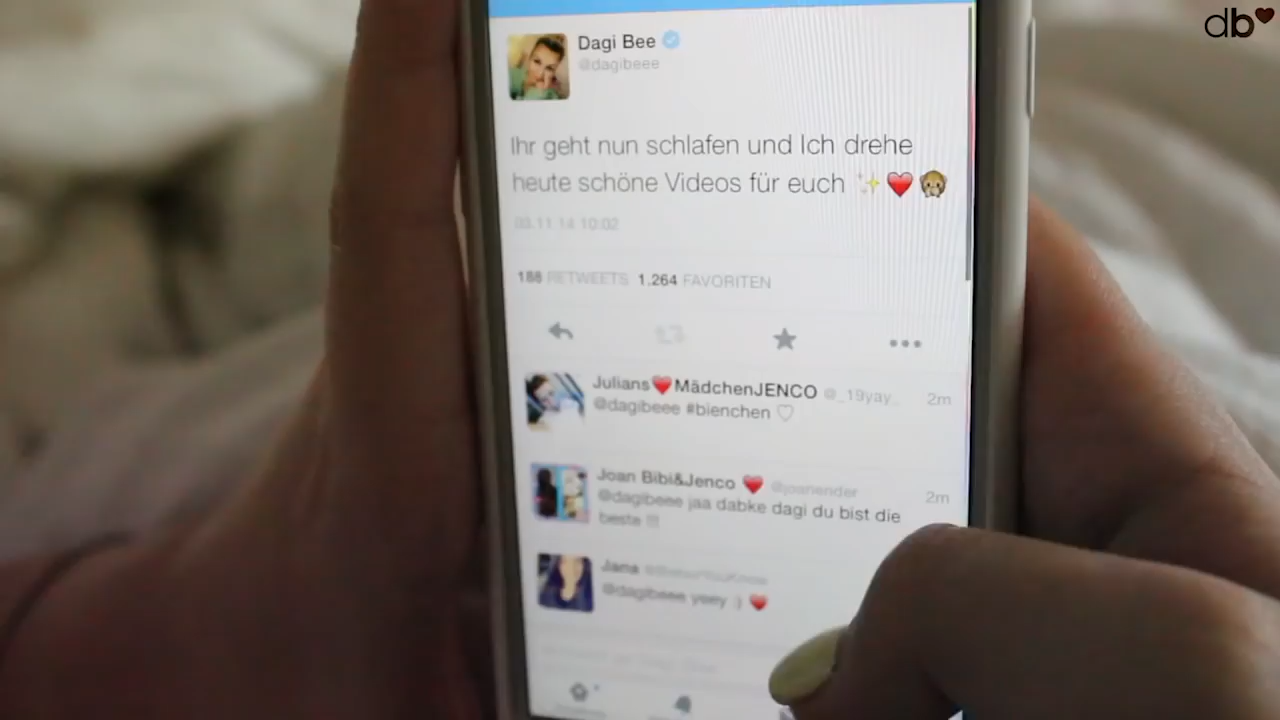 db
Dagi Bee
@dagibeee
Ihr geht nun schlafen und Ich drehe
heute schöne Videos für euch ✨❤️🙊
03.11.14 10:02
188 RETWEETS 1.264 FAVORITEN
Julians❤️MädchenJENCO @_19yay_ 2m
@dagibeee #bienchen ♡
Joan Bibi&Jenco ❤️ @joanender 2m
@dagibeee jaa dabke dagi du bist die
beste !!!
Jana
@dagibeee yeey :) ❤️